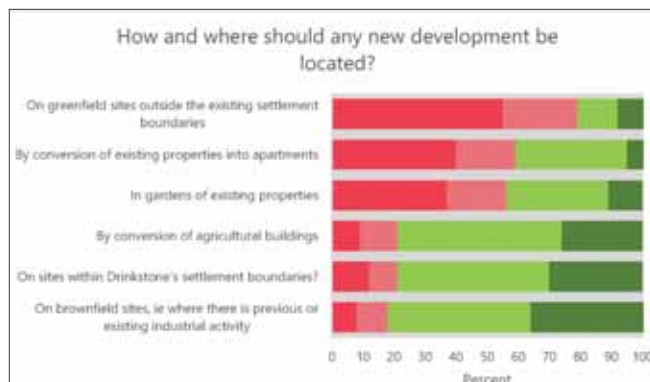 How and where should any new development be
located?
On greenfield sites outside the existing settlement
boundaries
By conversion of existing properties into apartments
In gardens of existing properties
By conversion of agricultural buildings
On sites within Drinkstone's settlement boundaries?
On brownfield sites, ie where there is previous or
existing industrial activity
0 10 20 30 40 50 60 70 80 90 100
Percent